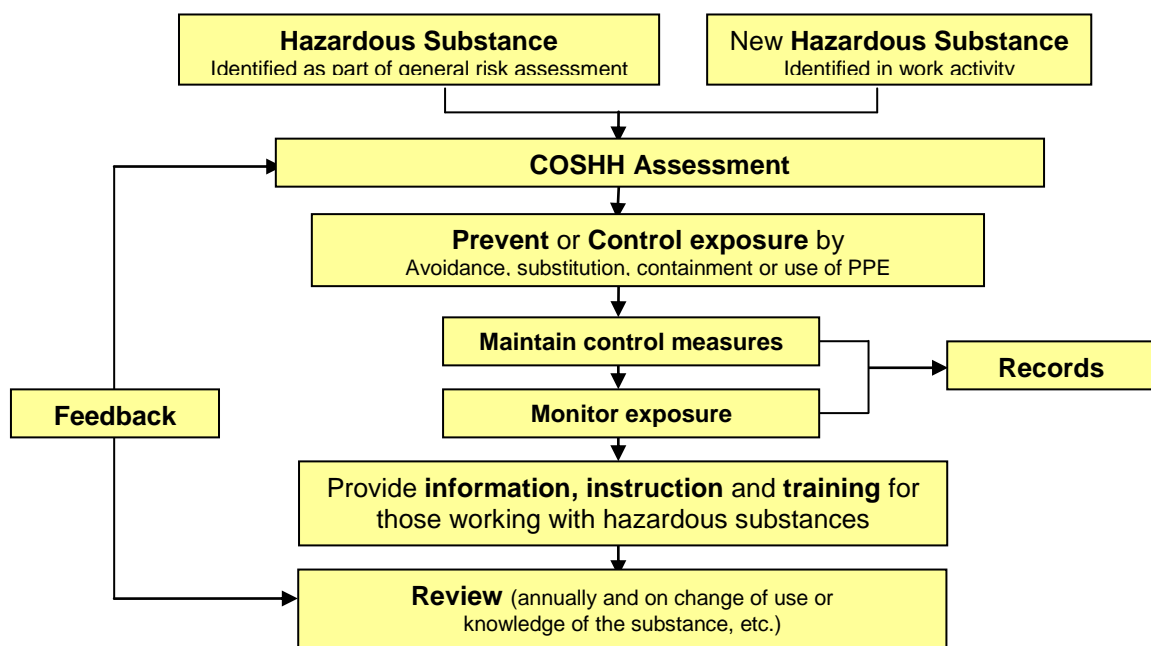 Hazardous Substance
Identified as part of general risk assessment
New Hazardous Substance
Identified in work activity
COSHH Assessment
Prevent or Control exposure by
Avoidance, substitution, containment or use of PPE
Maintain control measures
Records
Monitor exposure
Feedback
Provide information, instruction and training for
those working with hazardous substances
Review (annually and on change of use or
knowledge of the substance, etc.)